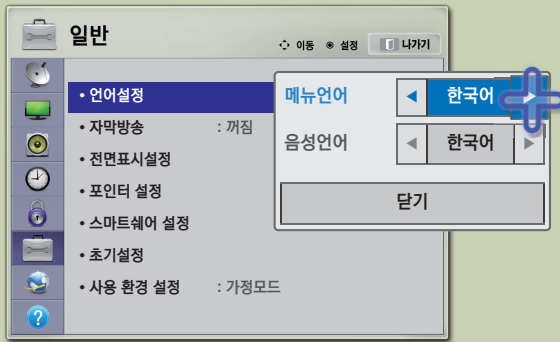 일반
이동 설정 나가기
• 언어설정
• 자막방송 : 꺼짐
• 전면표시설정
• 포인터 설정
• 스마트쉐어 설정
• 초기설정
• 사용 환경 설정 : 가정모드
메뉴언어 ◀ 한국어 ▶
음성언어 ◀ 한국어 ▶
닫기
?